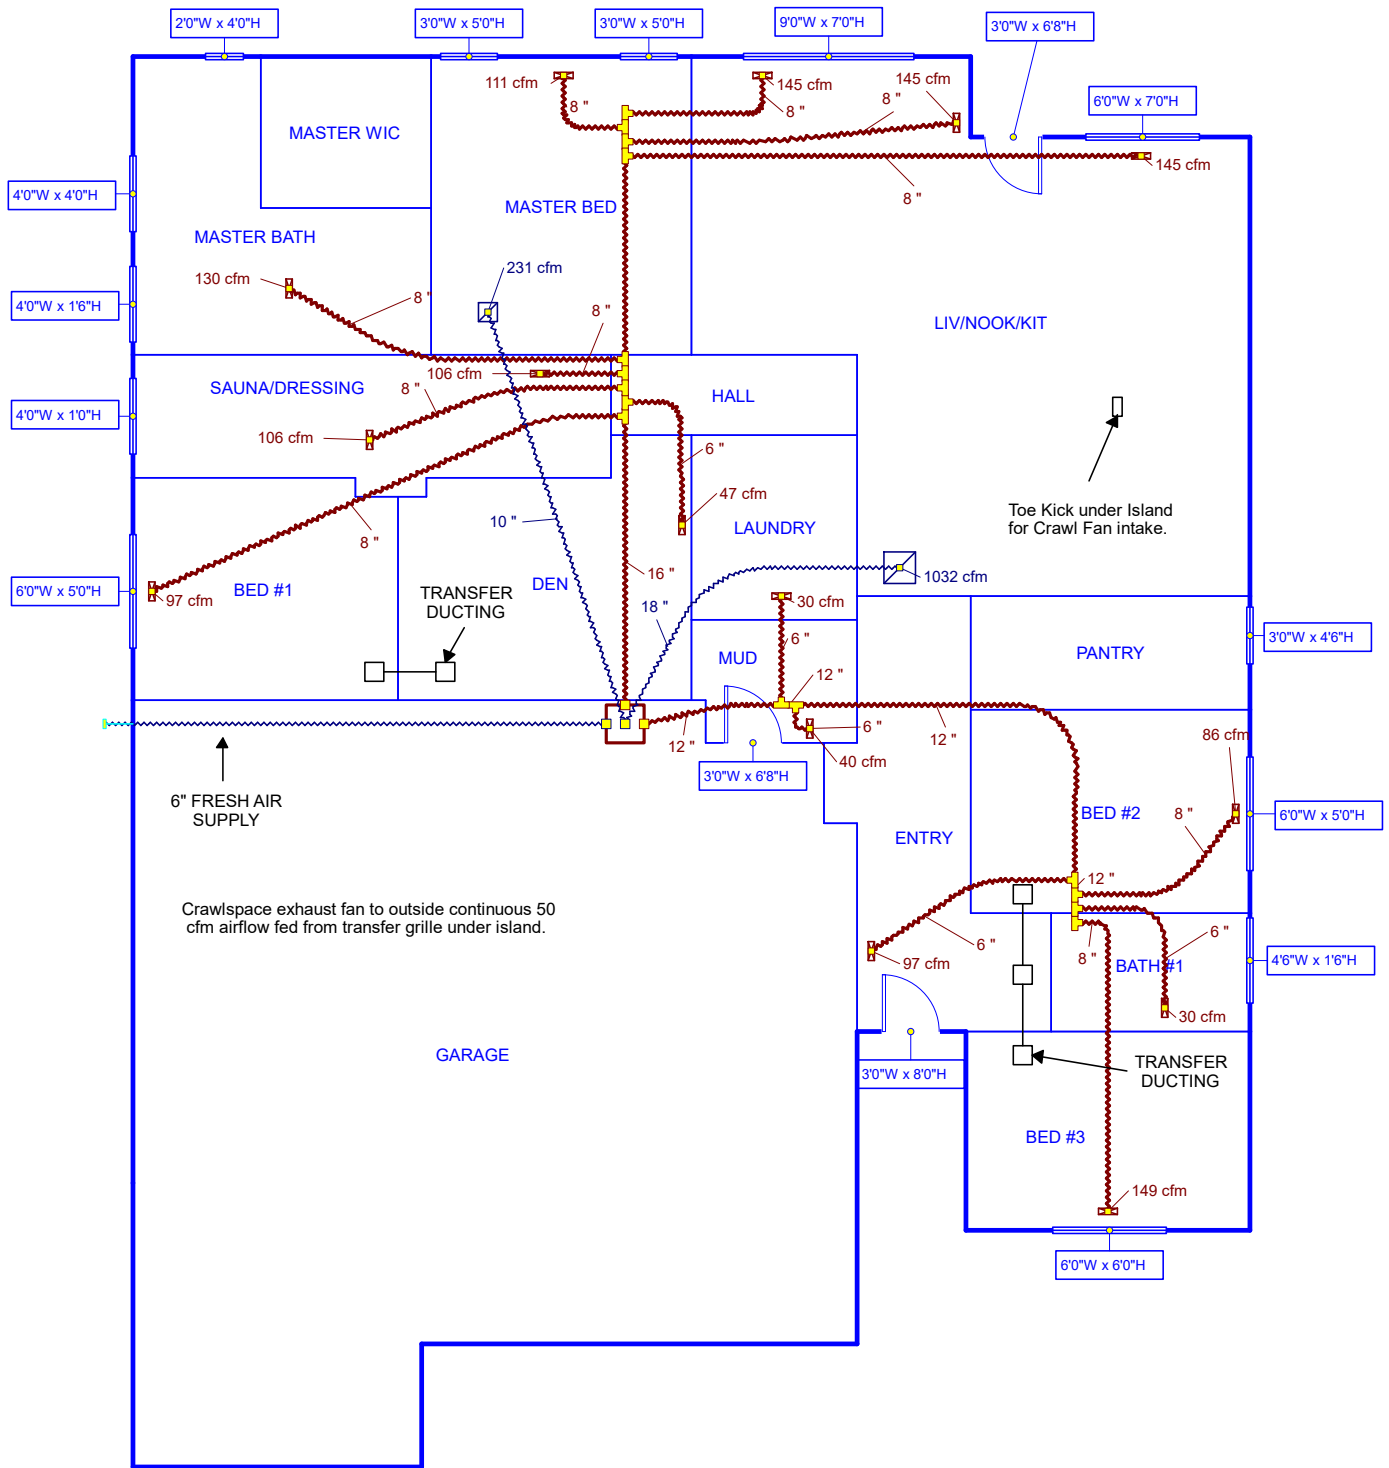 2'0"W x 4'0"H
3'0"W x 5'0"H
3'0"W x 5'0"H
9'0"W x 7'0"H
3'0"W x 6'8"H
111 cfm
145 cfm
145 cfm
6'0"W x 7'0"H
8 "
8 "
8 "
MASTER WIC
145 cfm
8 "
4'0"W x 4'0"H
MASTER BED
MASTER BATH
130 cfm
231 cfm
8 "
4'0"W x 1'6"H
8 "
LIV/NOOK/KIT
106 cfm
SAUNA/DRESSING
8 "
HALL
4'0"W x 1'0"H
106 cfm
6 "
47 cfm
Toe Kick under Island
for Crawl Fan intake.
10 "
LAUNDRY
8 "
16 "
1032 cfm
DEN
6'0"W x 5'0"H
BED #1
97 cfm
TRANSFER
DUCTING
18 "
30 cfm
6 "
3'0"W x 4'6"H
MUD
PANTRY
12 "
12 "
6 "
12 "
40 cfm
86 cfm
3'0"W x 6'8"H
6" FRESH AIR
SUPPLY
BED #2
8 "
6'0"W x 5'0"H
ENTRY
12 "
Crawlspace exhaust fan to outside continuous 50
cfm airflow fed from transfer grille under island.
6 "
6 "
97 cfm
8 "
BATH #1
4'6"W x 1'6"H
30 cfm
GARAGE
3'0"W x 8'0"H
TRANSFER
DUCTING
BED #3
149 cfm
6'0"W x 6'0"H